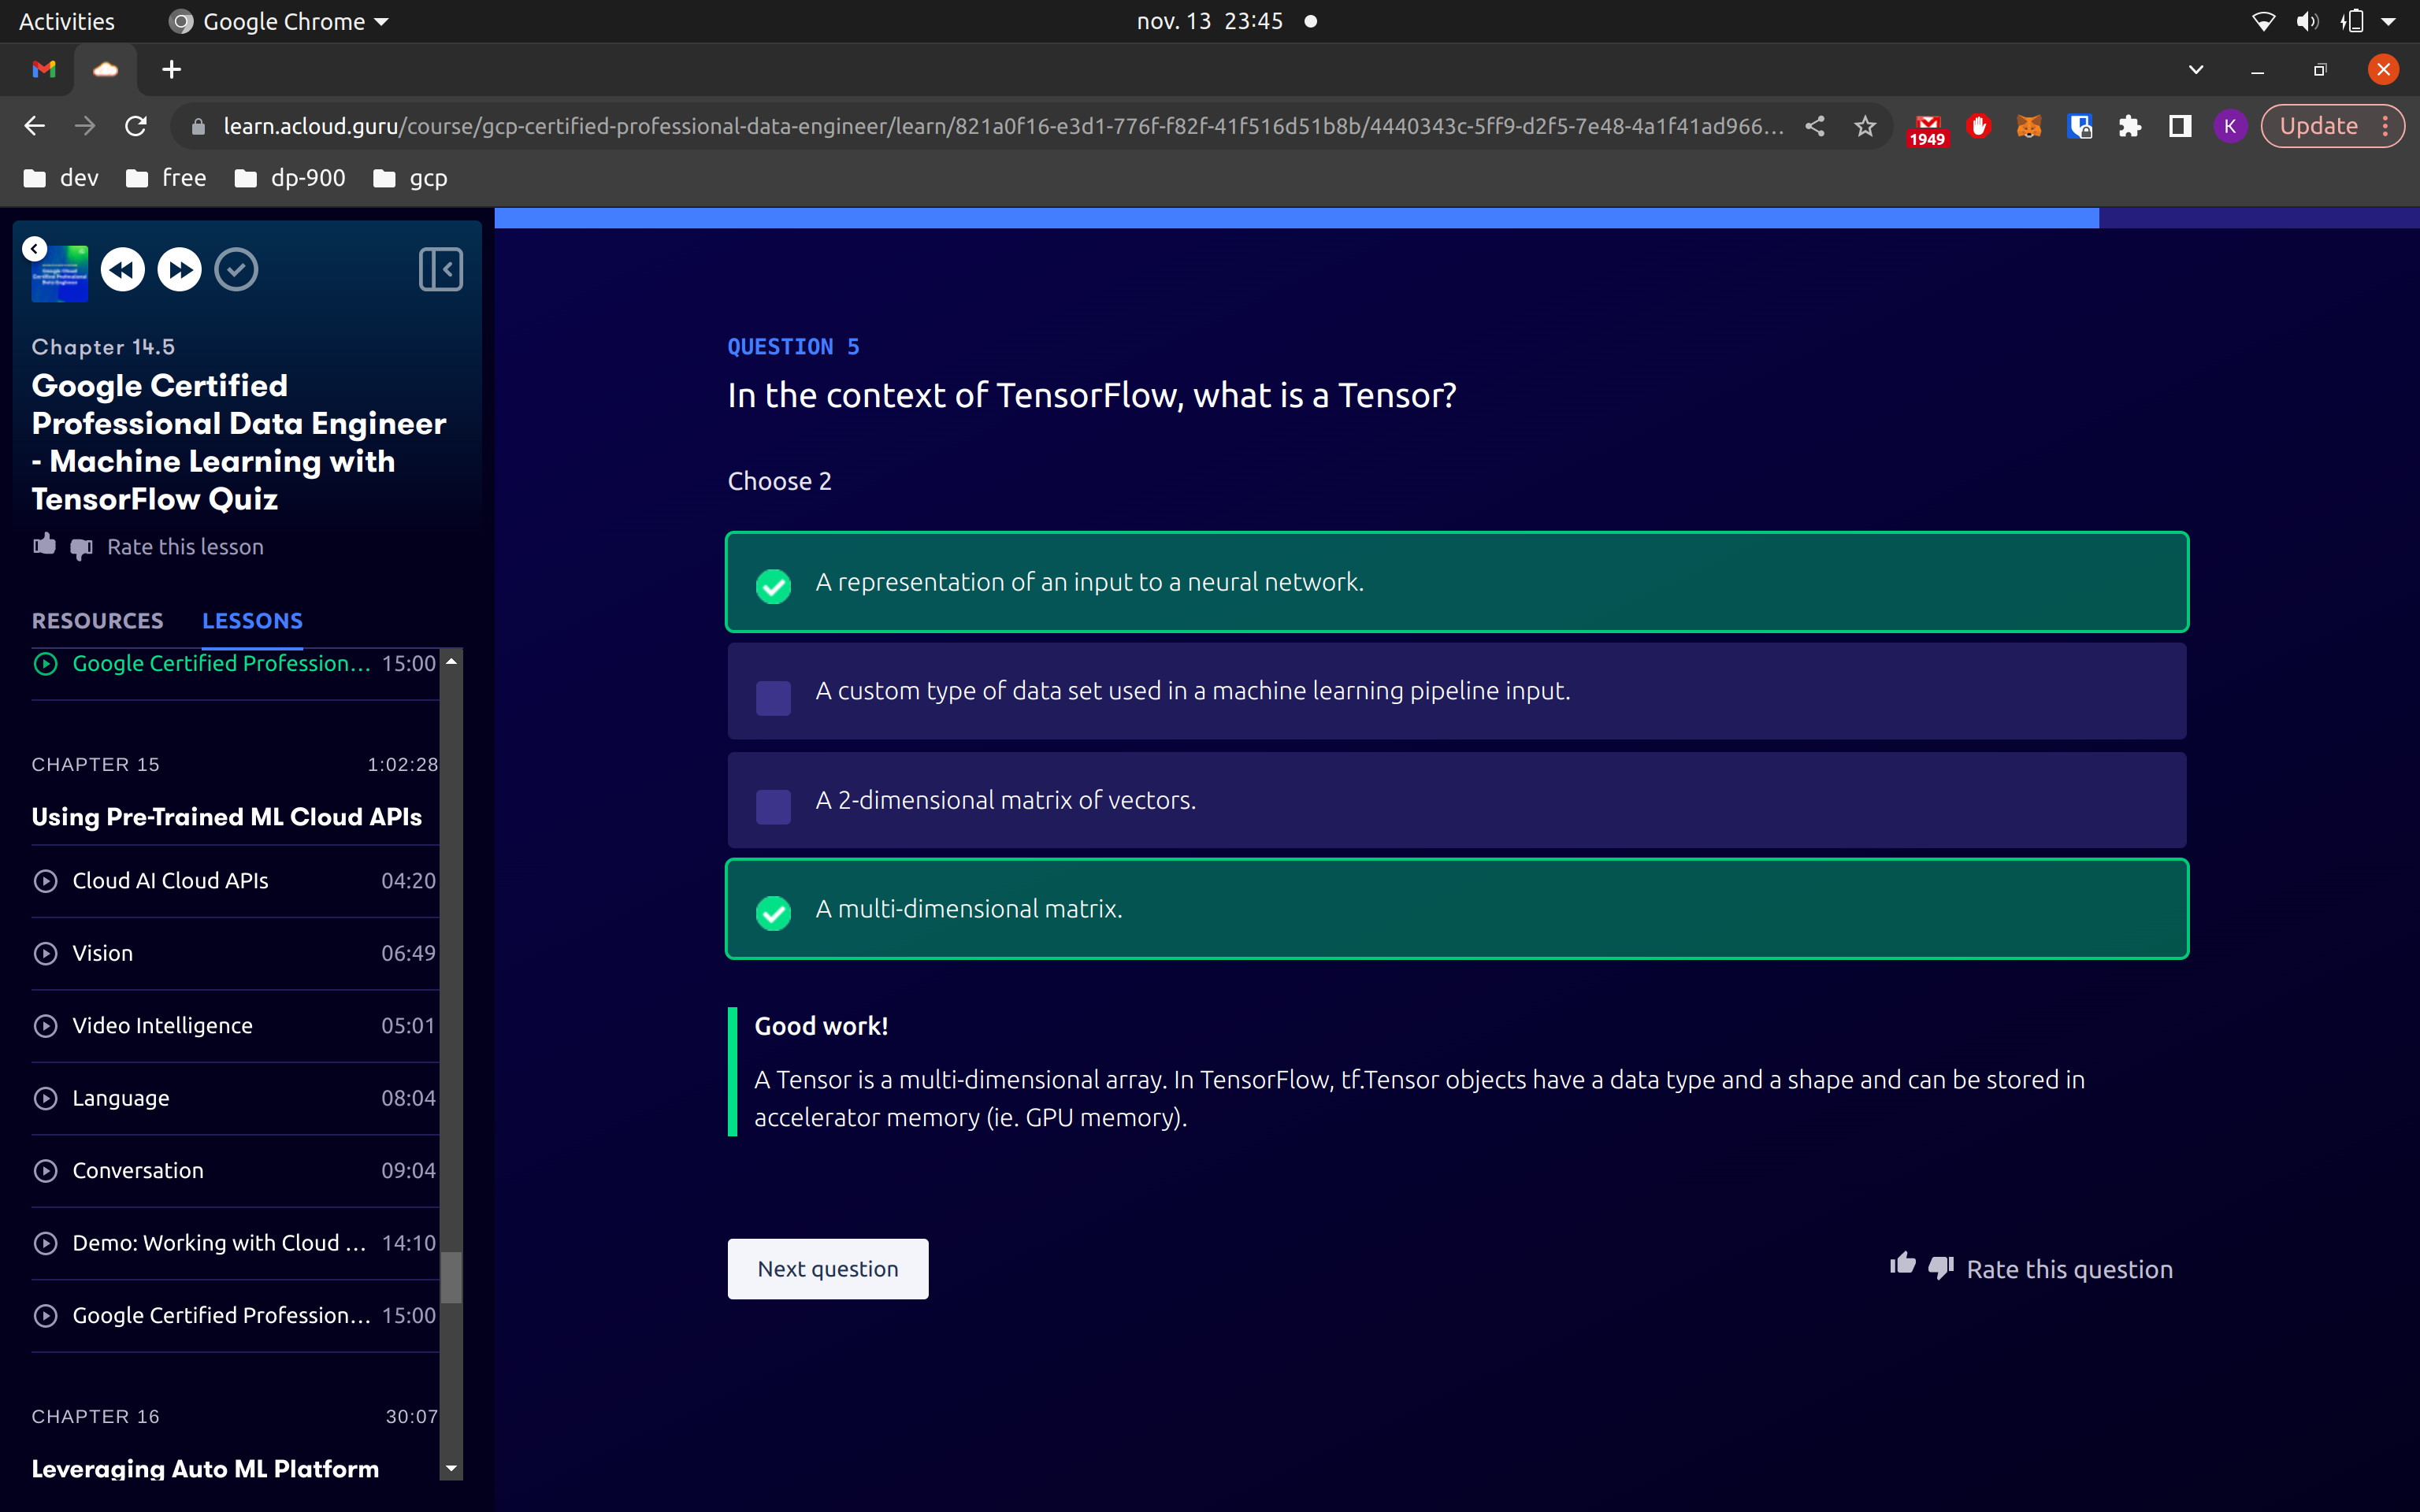 Activities
Google Chrome
nov. 13 23:45
learn.acloud.guru/course/gcp-certified-professional-data-engineer/learn/821a0f16-e3d1-776f-f82f-41f516d51b8b/4440343c-5ff9-d2f5-7e48-4a1f41ad966...
1949
K
Update
dev
free
dp-900
gcp
Chapter 14.5
Google Certified
Professional Data Engineer
- Machine Learning with
TensorFlow Quiz
Rate this lesson
RESOURCES
LESSONS
Google Certified Profession... 15:00
CHAPTER 15 1:02:28
Using Pre-Trained ML Cloud APIs
Cloud AI Cloud APIs 04:20
Vision 06:49
Video Intelligence 05:01
Language 08:04
Conversation 09:04
Demo: Working with Cloud ... 14:10
Google Certified Profession... 15:00
CHAPTER 16 30:07
Leveraging Auto ML Platform
QUESTION 5
In the context of TensorFlow, what is a Tensor?
Choose 2
A representation of an input to a neural network.
A custom type of data set used in a machine learning pipeline input.
A 2-dimensional matrix of vectors.
A multi-dimensional matrix.
Good work!
A Tensor is a multi-dimensional array. In TensorFlow, tf.Tensor objects have a data type and a shape and can be stored in
accelerator memory (ie. GPU memory).
Next question
Rate this question